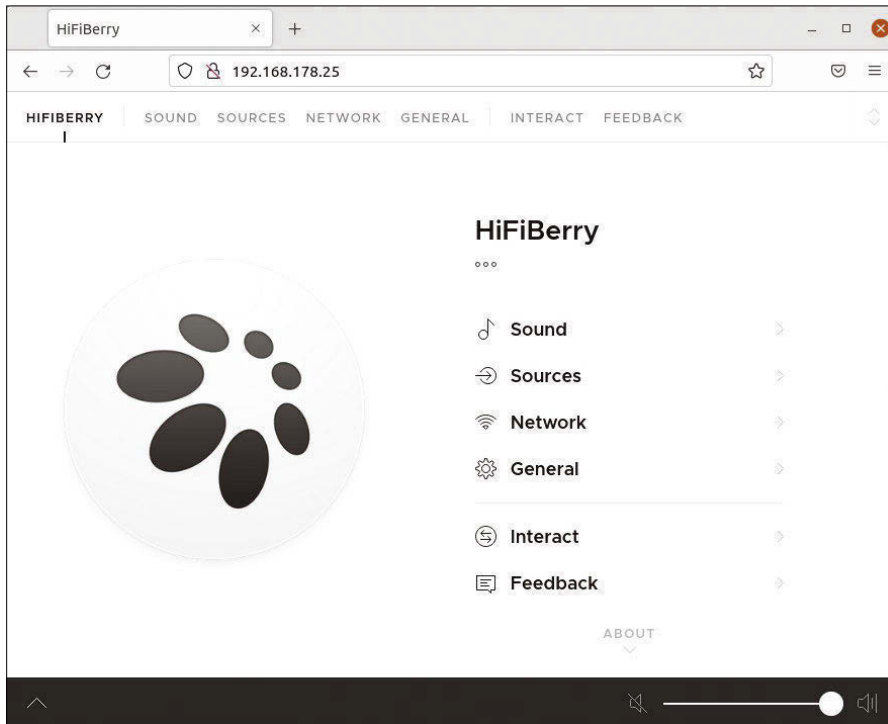 HiFiBerry
192.168.178.25
HIFIBERRY SOUND SOURCES NETWORK GENERAL INTERACT FEEDBACK
HiFiBerry
Sound
Sources
Network
General
Interact
Feedback
ABOUT